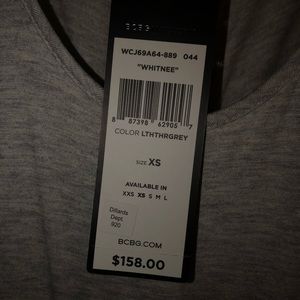 BCBG
WCJ69A64-889 044
"WHITNEE"
8 87398 62905 7
COLOR LTHTHRGREY
SIZE XS
AVAILABLE IN
XXS XS S M L
Dillards
Dept
920
BCBG.COM
$158.00